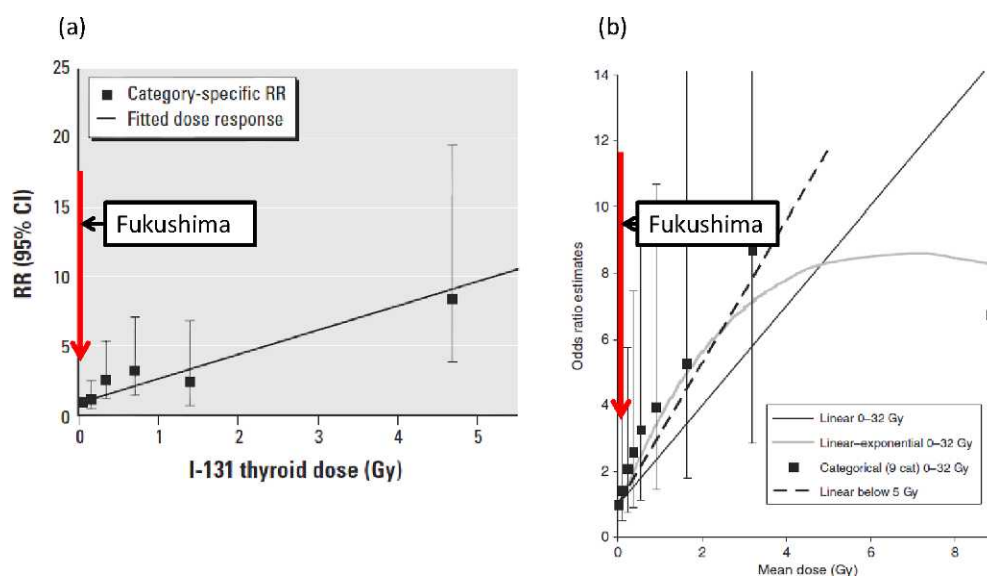 (a)
25
20
15
10
5
0
RR (95% CI)
Category-specific RR
Fitted dose response
Fukushima
0 1 2 3 4 5
I-131 thyroid dose (Gy)
(b)
14
12
10
8
6
4
2
0
Odds ratio estimates
Fukushima
Linear 0–32 Gy
Linear–exponential 0–32 Gy
Categorical (9 cat) 0–32 Gy
Linear below 5 Gy
0 2 4 6 8
Mean dose (Gy)